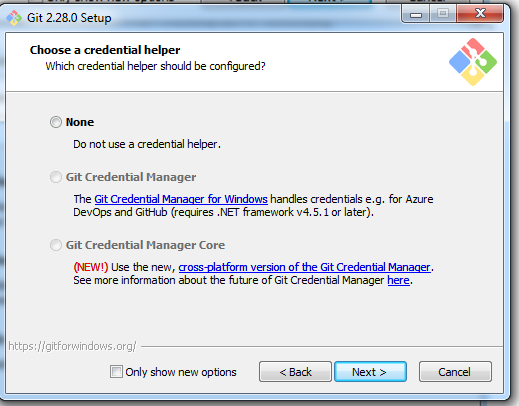 Only show new options
Git 2.28.0 Setup
Choose a credential helper
Which credential helper should be configured?
None
Do not use a credential helper.
Git Credential Manager
The Git Credential Manager for Windows handles credentials e.g. for Azure
DevOps and GitHub (requires .NET framework v4.5.1 or later).
Git Credential Manager Core
(NEW!) Use the new, cross-platform version of the Git Credential Manager.
See more information about the future of Git Credential Manager here.
https://gitforwindows.org/
Only show new options
< Back
Next >
Cancel